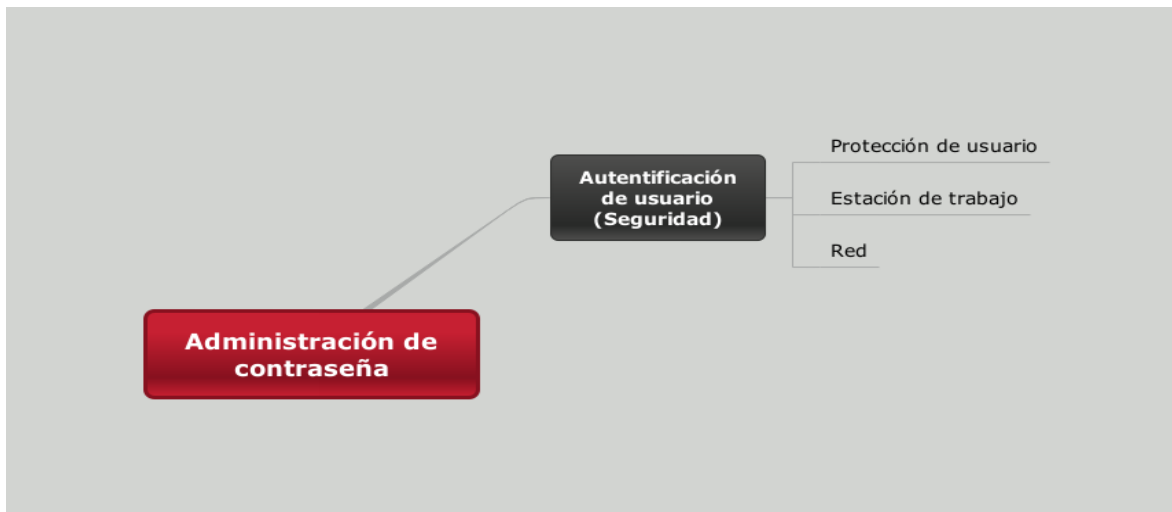 Protección de usuario
Autentificación
de usuario
(Seguridad)
Estación de trabajo
Red
Administración de
contraseña